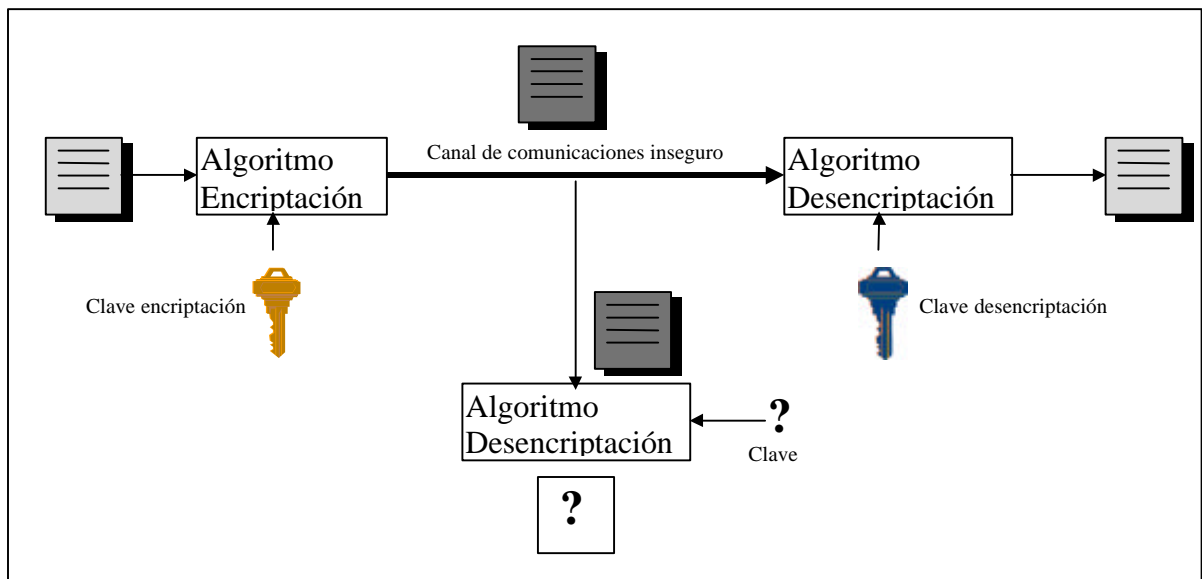 Canal de comunicaciones inseguro
Algoritmo
Encriptación
Algoritmo
Desencriptación
Clave encriptación
Clave desencriptación
Algoritmo
Desencriptación
?
Clave
?